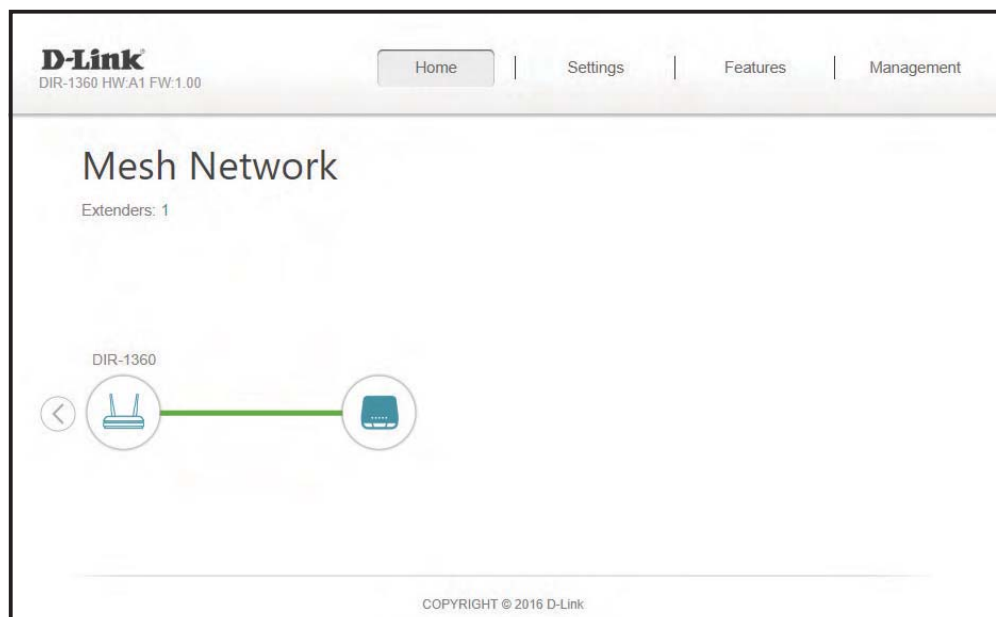 D-Link
DIR-1360 HW:A1 FW:1.00
Home | Settings | Features | Management
Mesh Network
Extenders: 1
DIR-1360
COPYRIGHT © 2016 D-Link